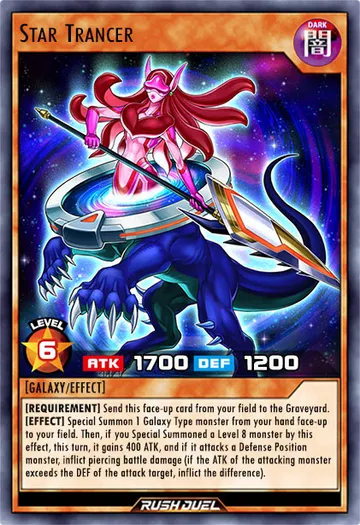 STAR TRANCER
DARK
闇
LEVEL
6
ATK 1700 DEF 1200
[GALAXY/EFFECT]
[REQUIREMENT] Send this face-up card from your field to the Graveyard.
[EFFECT] Special Summon 1 Galaxy Type monster from your hand face-up
to your field. Then, if you Special Summoned a Level 8 monster by this
effect, this turn, it gains 400 ATK, and if it attacks a Defense Position
monster, inflict piercing battle damage (if the ATK of the attacking monster
exceeds the DEF of the attack target, inflict the difference).
RUSH DUEL